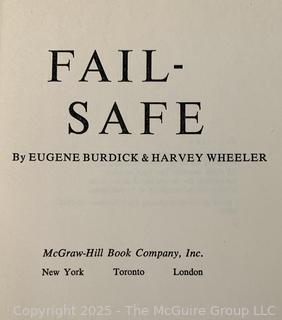 FAIL-
SAFE
By EUGENE BURDICK & HARVEY WHEELER
McGraw-Hill Book Company, Inc.
New York Toronto London
Copyright 2025 - The McGuire Group LLC